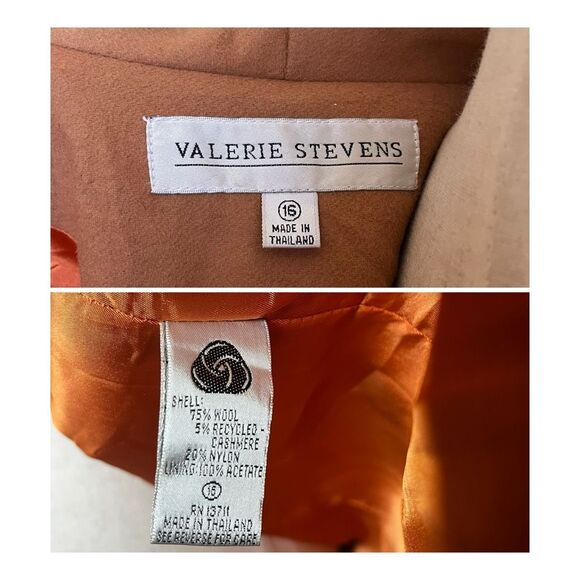 VALERIE STEVENS
16
MADE IN
THAILAND
SHELL:
75% WOOL
5% RECYCLED -
CASHMERE
20% NYLON
LINING:100% ACETATE
16
RN 13711
MADE IN THAILAND
SEE REVERSE FOR CARE